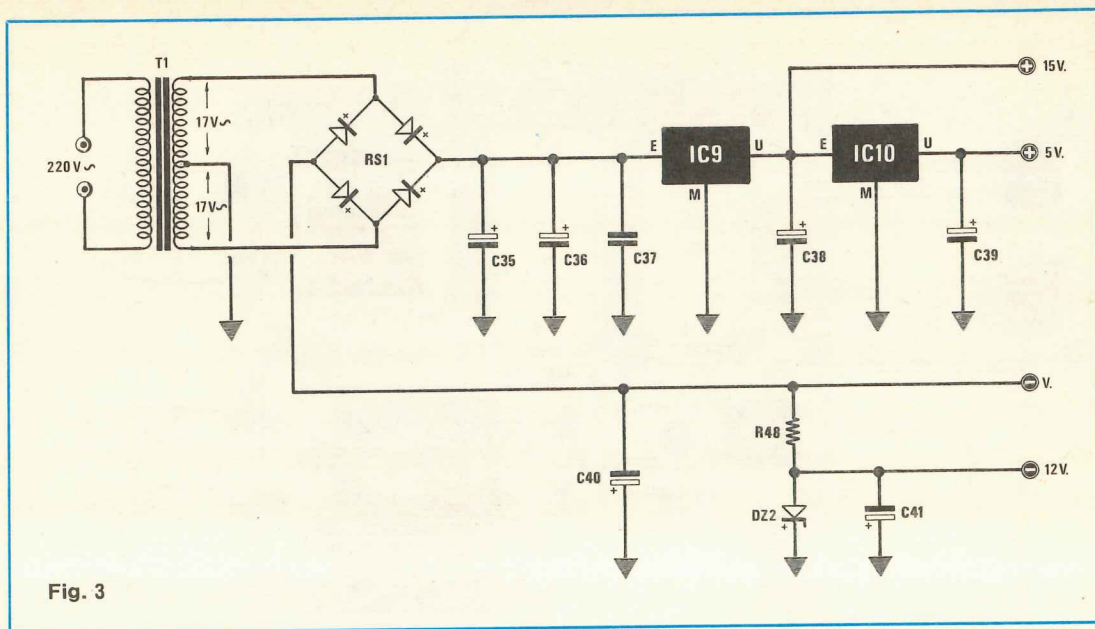 T1
15V.
17V~
E
IC9
U
E
IC10
U
5V.
220V~
RS1
M
M
17V~
+
C35
+
C36
C37
+
C38
+
C39
V.
R48
C40
+
12V.
DZ2
+
C41
+
Fig. 3